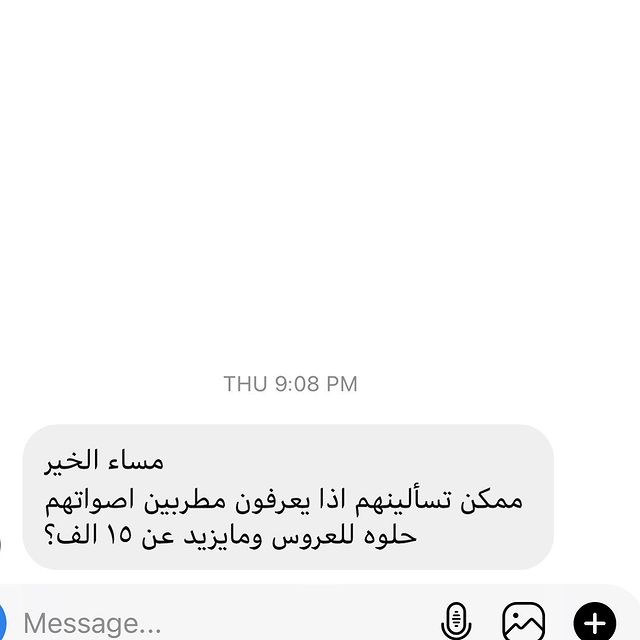 THU 9:08 PM
مساء الخير
ممكن تسألينهم اذا يعرفون مطربين اصواتهم
حلوه للعروس ومايزيد عن ١٥ الف؟
Message...